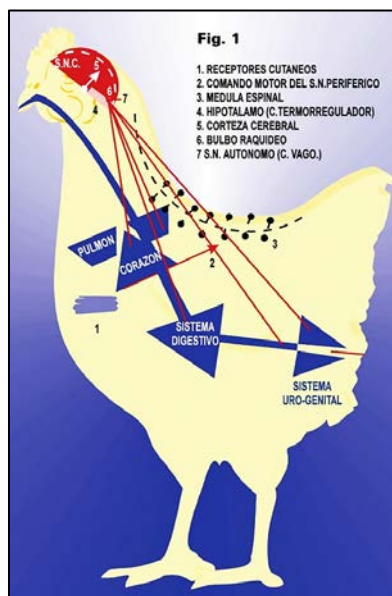 Fig. 1
1. RECEPTORES CUTANEOS
2. COMANDO MOTOR DEL S.N.PERIFERICO
3. MEDULA ESPINAL
4. HIPOTALAMO (C.TERMORREGULADOR)
5. CORTEZA CEREBRAL
6. BULBO RAQUIDEO
7 S.N. AUTONOMO (C. VAGO.)
S.N.C.
5
6
7
4
PULMON
CORAZON
2
3
1
SISTEMA
DIGESTIVO
SISTEMA
URO-GENITAL